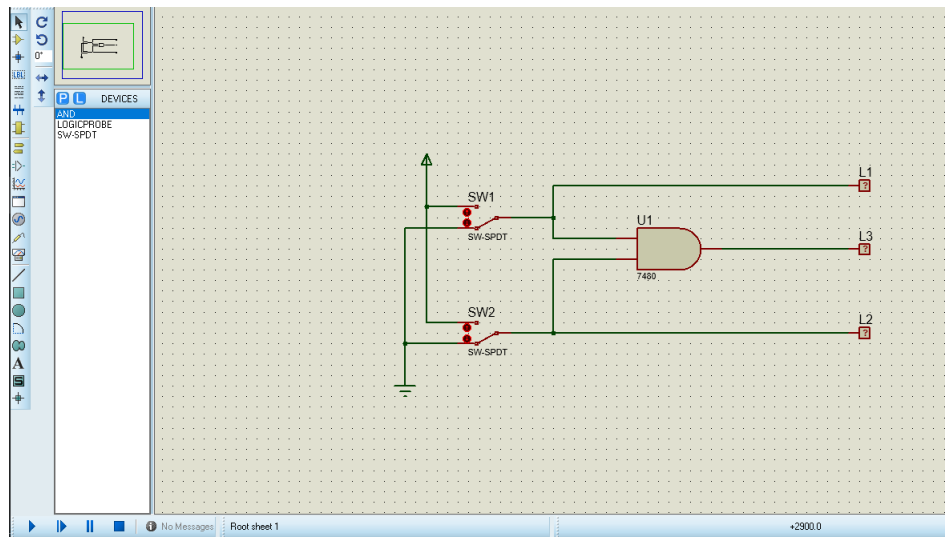 0°
LBL
P L DEVICES
AND
LOGICPROBE
SW-SPDT
A
S
SW1
SW-SPDT
SW2
SW-SPDT
U1
7480
L1
?
L3
?
L2
?
No Messages
Root sheet 1
+2900.0